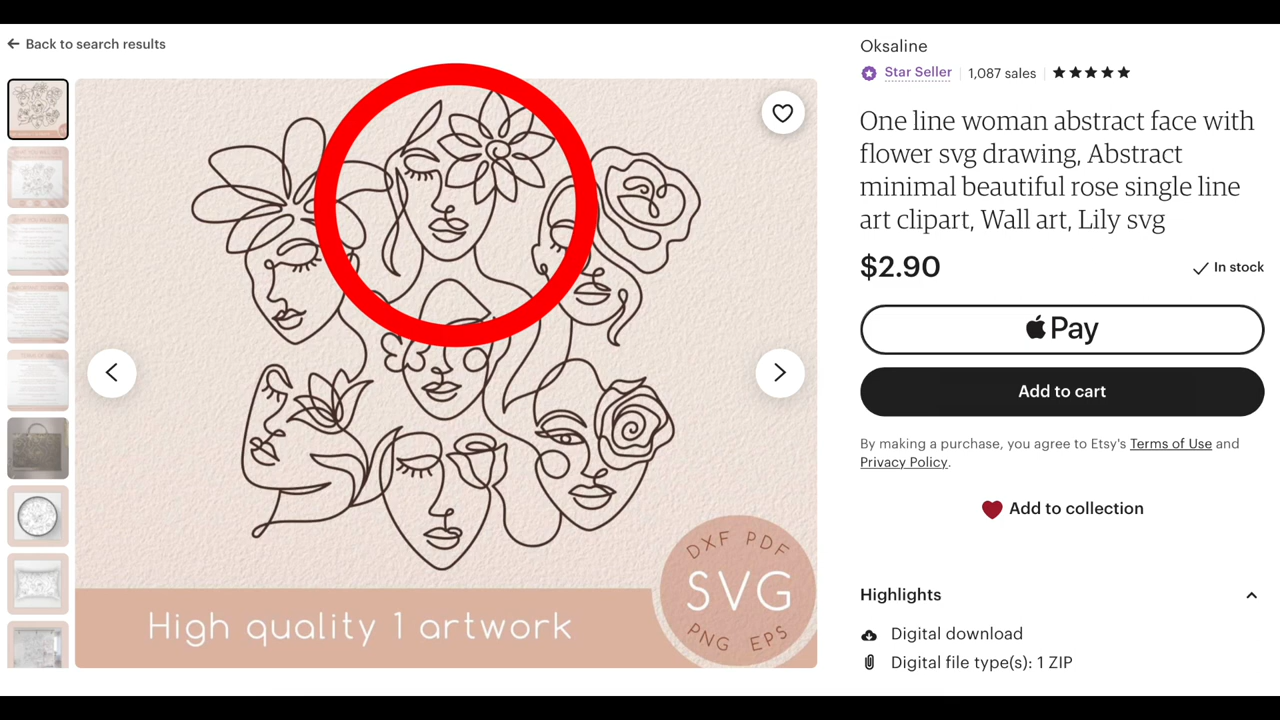 Back to search results
Oksaline
Star Seller 1,087 sales
One line woman abstract face with
flower svg drawing, Abstract
minimal beautiful rose single line
art clipart, Wall art, Lily svg
$2.90
In stock
Pay
Add to cart
By making a purchase, you agree to Etsy's Terms of Use and
Privacy Policy.
Add to collection
Highlights
Digital download
Digital file type(s): 1 ZIP
DXF PDF
SVG
PNG EPS
High quality 1 artwork